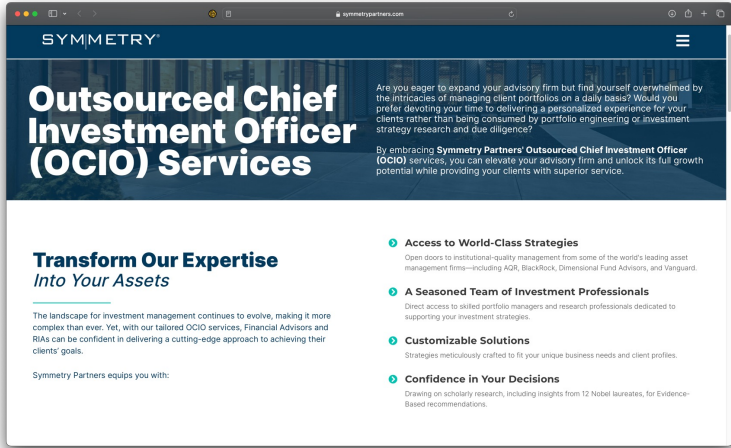 symmetrypartners.com
SYMMETRY®
Outsourced Chief
Investment Officer
(OCIO) Services
Are you eager to expand your advisory firm but find yourself overwhelmed by
the intricacies of managing client portfolios on a daily basis? Would you
prefer devoting your time to delivering a personalized experience for your
clients rather than being consumed by portfolio engineering or investment
strategy research and due diligence?
By embracing Symmetry Partners' Outsourced Chief Investment Officer
(OCIO) services, you can elevate your advisory firm and unlock its full growth
potential while providing your clients with superior service.
Transform Our Expertise
Into Your Assets
The landscape for investment management continues to evolve, making it more
complex than ever. Yet, with our tailored OCIO services, Financial Advisors and
RIAs can be confident in delivering a cutting-edge approach to achieving their
clients' goals.
Symmetry Partners equips you with:
Access to World-Class Strategies
Open doors to institutional-quality management from some of the world's leading asset
management firms—including AQR, BlackRock, Dimensional Fund Advisors, and Vanguard.
A Seasoned Team of Investment Professionals
Direct access to skilled portfolio managers and research professionals dedicated to
supporting your investment strategies.
Customizable Solutions
Strategies meticulously crafted to fit your unique business needs and client profiles.
Confidence in Your Decisions
Drawing on scholarly research, including insights from 12 Nobel laureates, for Evidence-
Based recommendations.